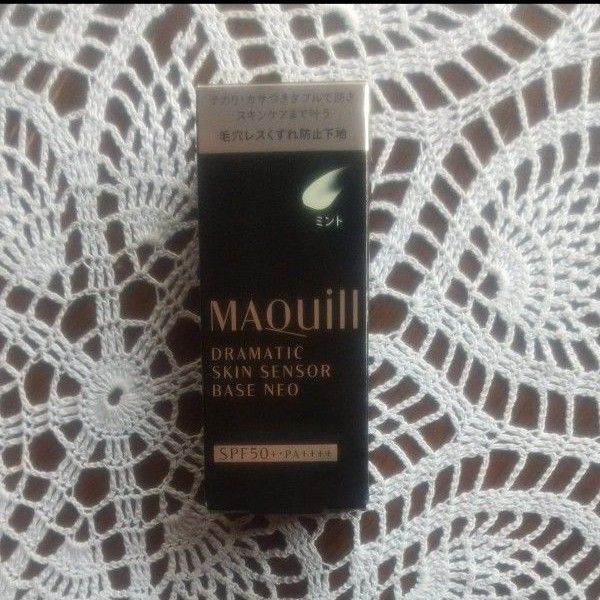 テカリ・カサつきダブルで防ぎ
スキンケアまで叶う
毛穴レスくずれ防止下地
ミント
MAQuill
DRAMATIC
SKIN SENSOR
BASE NEO
SPF50+・PA++++